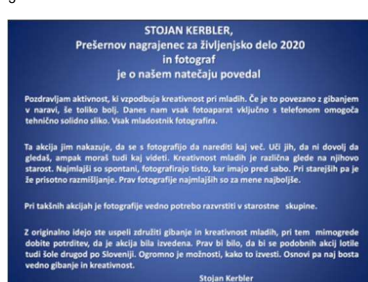 STOJAN KERBLER,
Prešernov nagrajenec za življenjsko delo 2020
in fotograf
je o našem natečaju povedal
Pozdravljam aktivnost, ki vzpodbuja kreativnost pri mladih. Če je to povezano z gibanjem
v naravi, še toliko bolj. Danes nam vsak fotoaparat vključno s telefonom omogoča
tehnično solidno sliko. Vsak mladostnik fotografira.
Ta akcija jim nakazuje, da se s fotografijo da narediti kaj več. Uči jih, da ni dovolj da
gledaš, ampak moraš tudi kaj videti. Kreativnost mladih je različna glede na njihovo
starost. Najmlajši so spontani, fotografirajo tisto, kar imajo pred sabo. Pri starejših pa je
že prisotno razmišljanje. Prav fotografije najmlajših so za mene najboljše.
Pri takšnih akcijah je fotografije vedno potrebo razvrstiti v starostne skupine.
Z originalno idejo ste uspeli združiti gibanje in kreativnost mladih, pri tem mimogrede
dobite potrditev, da je akcija bila izvedena. Prav bi bilo, da bi se podobnih akcij lotile
tudi šole drugod po Sloveniji. Ogromno je možnosti, kako to izvesti. Osnovi pa naj bosta
vedno gibanje in kreativnost.
Stojan Kerbler